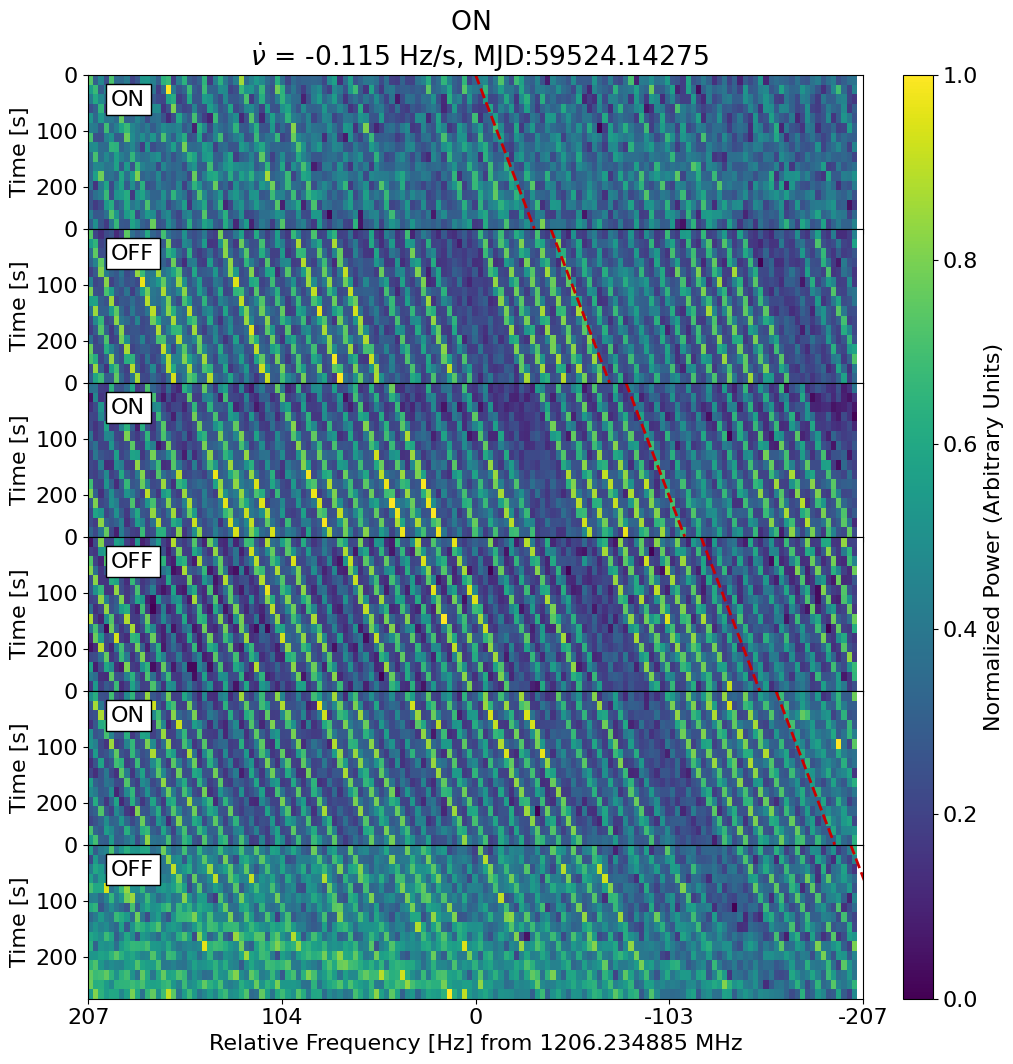 ON
ν̇ = -0.115 Hz/s, MJD:59524.14275
0
ON
100
200
Time [s]
0
OFF
100
200
Time [s]
0
ON
100
200
Time [s]
0
OFF
100
200
Time [s]
0
ON
100
200
Time [s]
0
OFF
100
200
Time [s]
207 104 0 -103 -207
Relative Frequency [Hz] from 1206.234885 MHz
1.0
0.8
0.6
0.4
0.2
0.0
Normalized Power (Arbitrary Units)